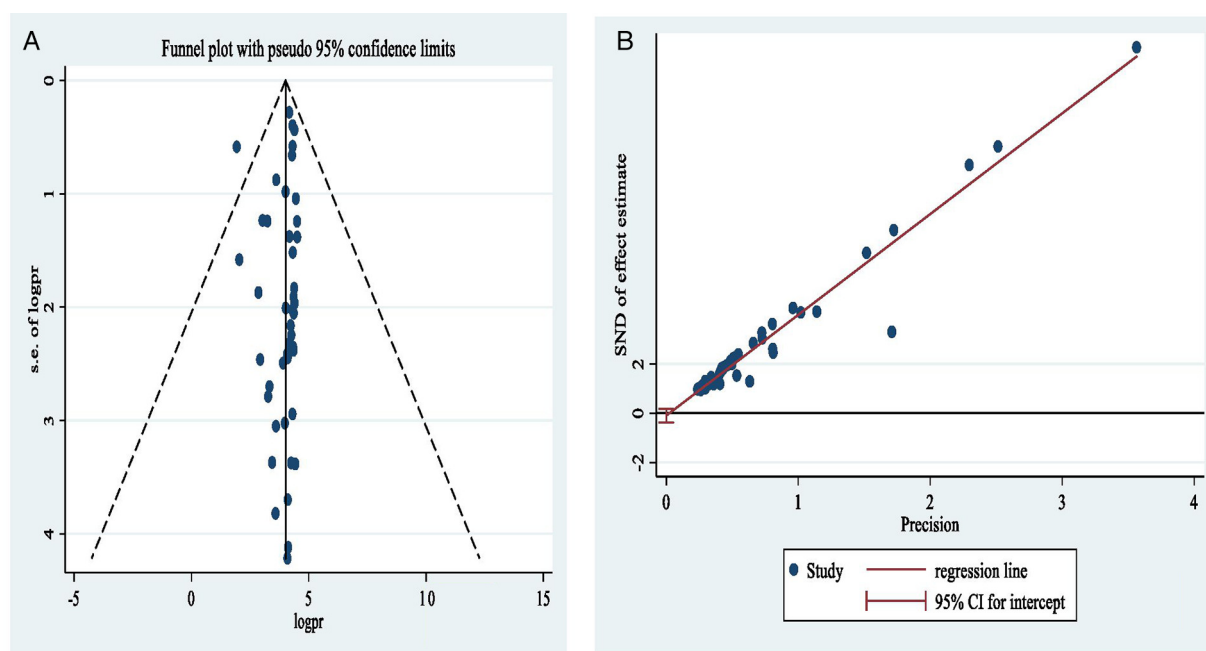 A
Funnel plot with pseudo 95% confidence limits
s.e. of logpr
0
1
2
3
4
-5
0
5
10
15
logpr
B
SND of effect estimate
2
0
-2
0
1
2
3
4
Precision
Study
regression line
95% CI for intercept